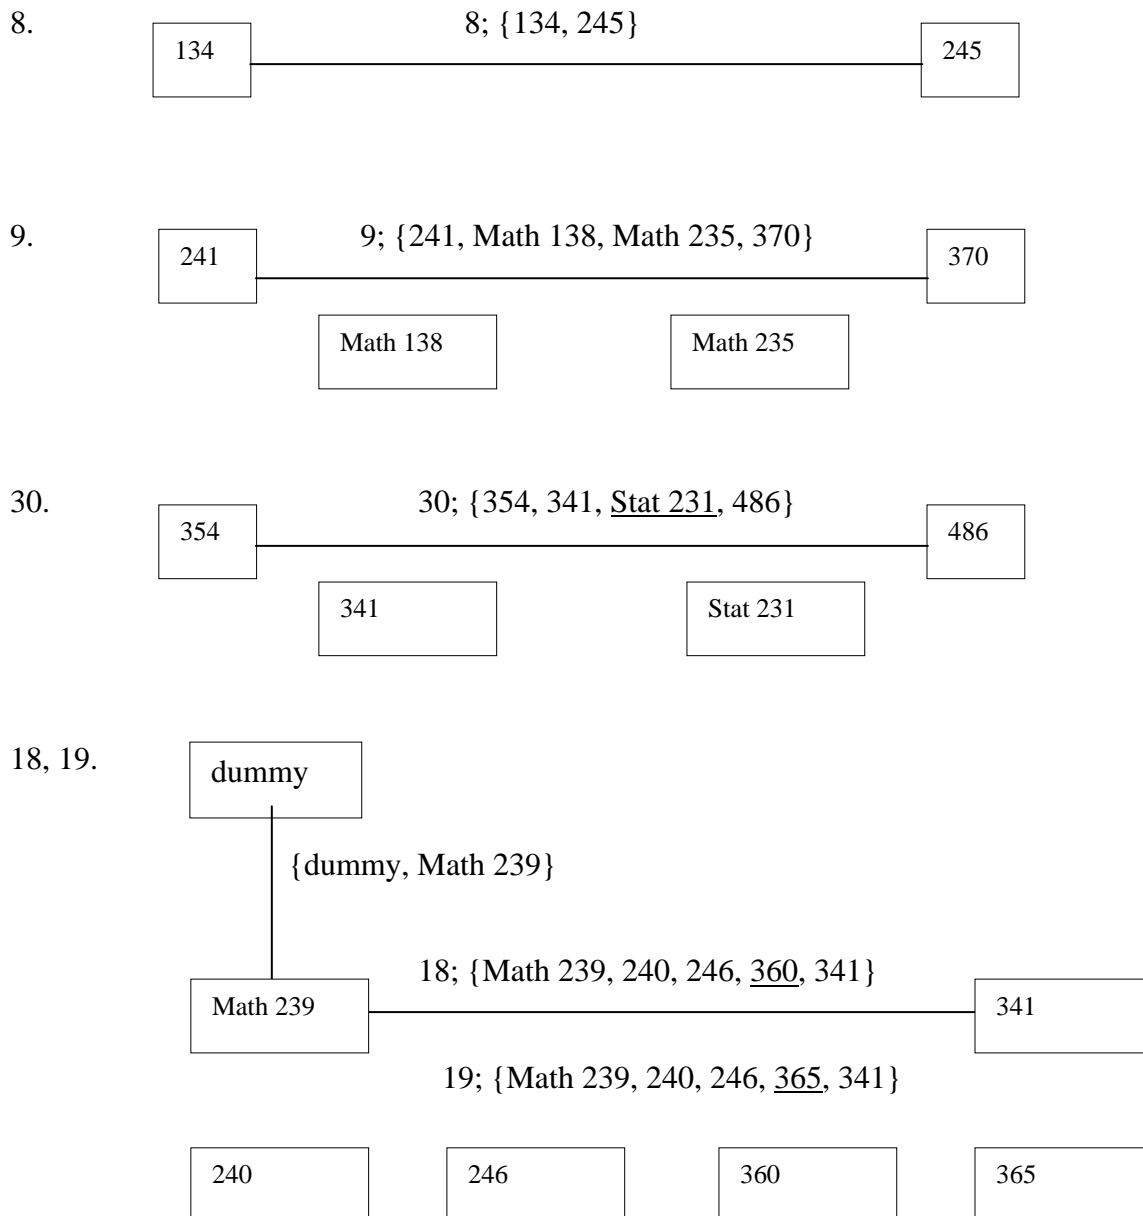 8.
8; {134, 245}
134
245
9.
9; {241, Math 138, Math 235, 370}
241
370
Math 138
Math 235
30.
30; {354, 341, Stat 231, 486}
354
486
341
Stat 231
18, 19.
dummy
{dummy, Math 239}
18; {Math 239, 240, 246, 360, 341}
Math 239
341
19; {Math 239, 240, 246, 365, 341}
240
246
360
365